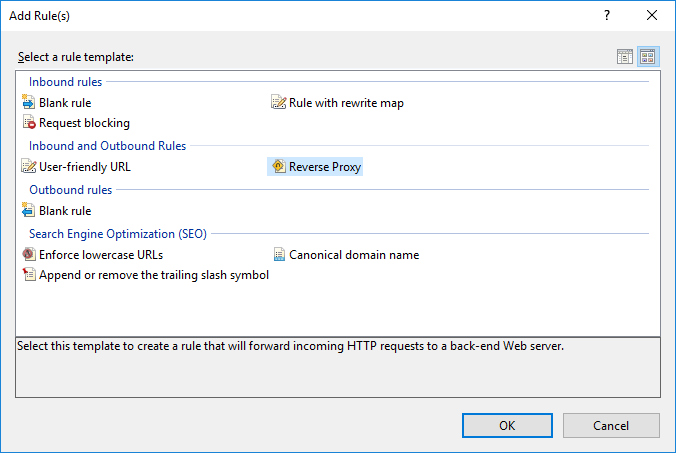 Add Rule(s)
?
Select a rule template:
Inbound rules
Blank rule
Rule with rewrite map
Request blocking
Inbound and Outbound Rules
User-friendly URL
Reverse Proxy
Outbound rules
Blank rule
Search Engine Optimization (SEO)
Enforce lowercase URLs
Canonical domain name
Append or remove the trailing slash symbol
Select this template to create a rule that will forward incoming HTTP requests to a back-end Web server.
OK
Cancel